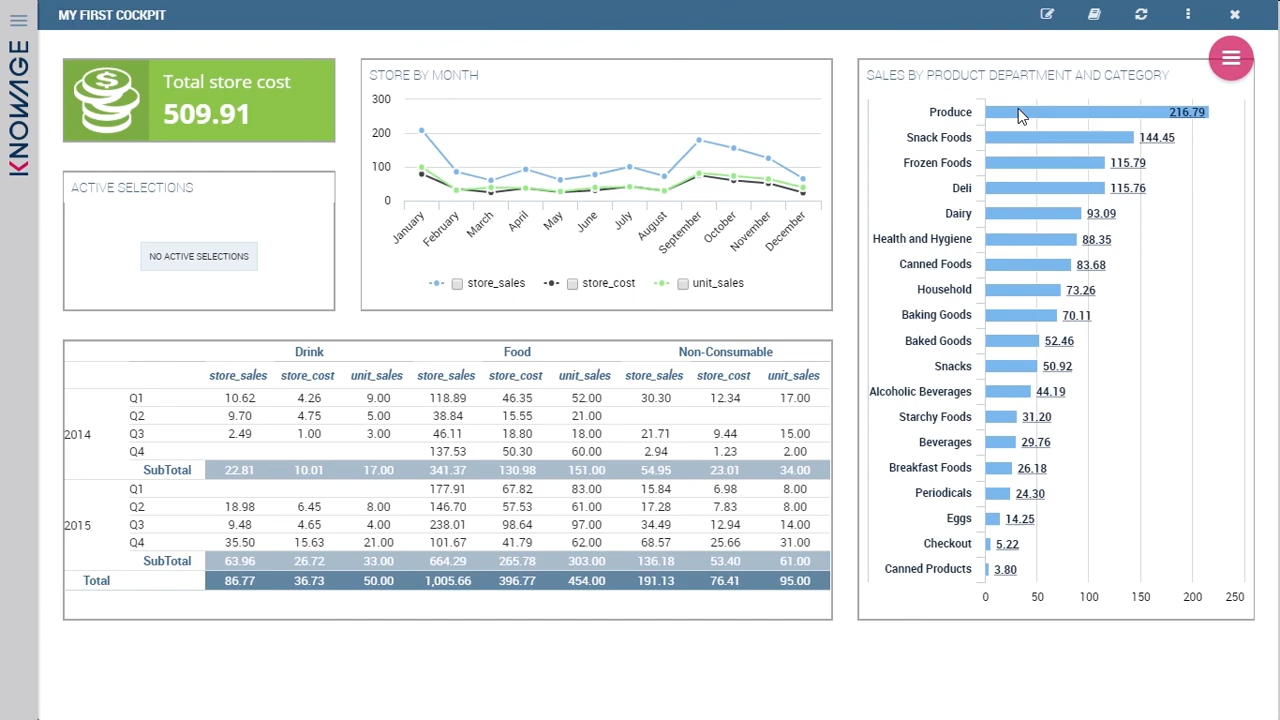 MY FIRST COCKPIT
KNOWAGE
Total store cost
509.91
ACTIVE SELECTIONS
NO ACTIVE SELECTIONS
STORE BY MONTH
300
200
100
0
January February March April May June July August September October November December
store_sales store_cost unit_sales
Drink Food Non-Consumable
store_sales store_cost unit_sales store_sales store_cost unit_sales store_sales store_cost unit_sales
2014
Q1 10.62 4.26 9.00 118.89 46.35 52.00 30.30 12.34 17.00
Q2 9.70 4.75 5.00 38.84 15.55 21.00
Q3 2.49 1.00 3.00 46.11 18.80 18.00 21.71 9.44 15.00
Q4 137.53 50.30 60.00 2.94 1.23 2.00
SubTotal 22.81 10.01 17.00 341.37 130.98 151.00 54.95 23.01 34.00
2015
Q1 177.91 67.82 83.00 15.84 6.98 8.00
Q2 18.98 6.45 8.00 146.70 57.53 61.00 17.28 7.83 8.00
Q3 9.48 4.65 4.00 238.01 98.64 97.00 34.49 12.94 14.00
Q4 35.50 15.63 21.00 101.67 41.79 62.00 68.57 25.66 31.00
SubTotal 63.96 26.72 33.00 664.29 265.78 303.00 136.18 53.40 61.00
Total 86.77 36.73 50.00 1,005.66 396.77 454.00 191.13 76.41 95.00
SALES BY PRODUCT DEPARTMENT AND CATEGORY
Produce 216.79
Snack Foods 144.45
Frozen Foods 115.79
Deli 115.76
Dairy 93.09
Health and Hygiene 88.35
Canned Foods 83.68
Household 73.26
Baking Goods 70.11
Baked Goods 52.46
Snacks 50.92
Alcoholic Beverages 44.19
Starchy Foods 31.20
Beverages 29.76
Breakfast Foods 26.18
Periodicals 24.30
Eggs 14.25
Checkout 5.22
Canned Products 3.80
0 50 100 150 200 250